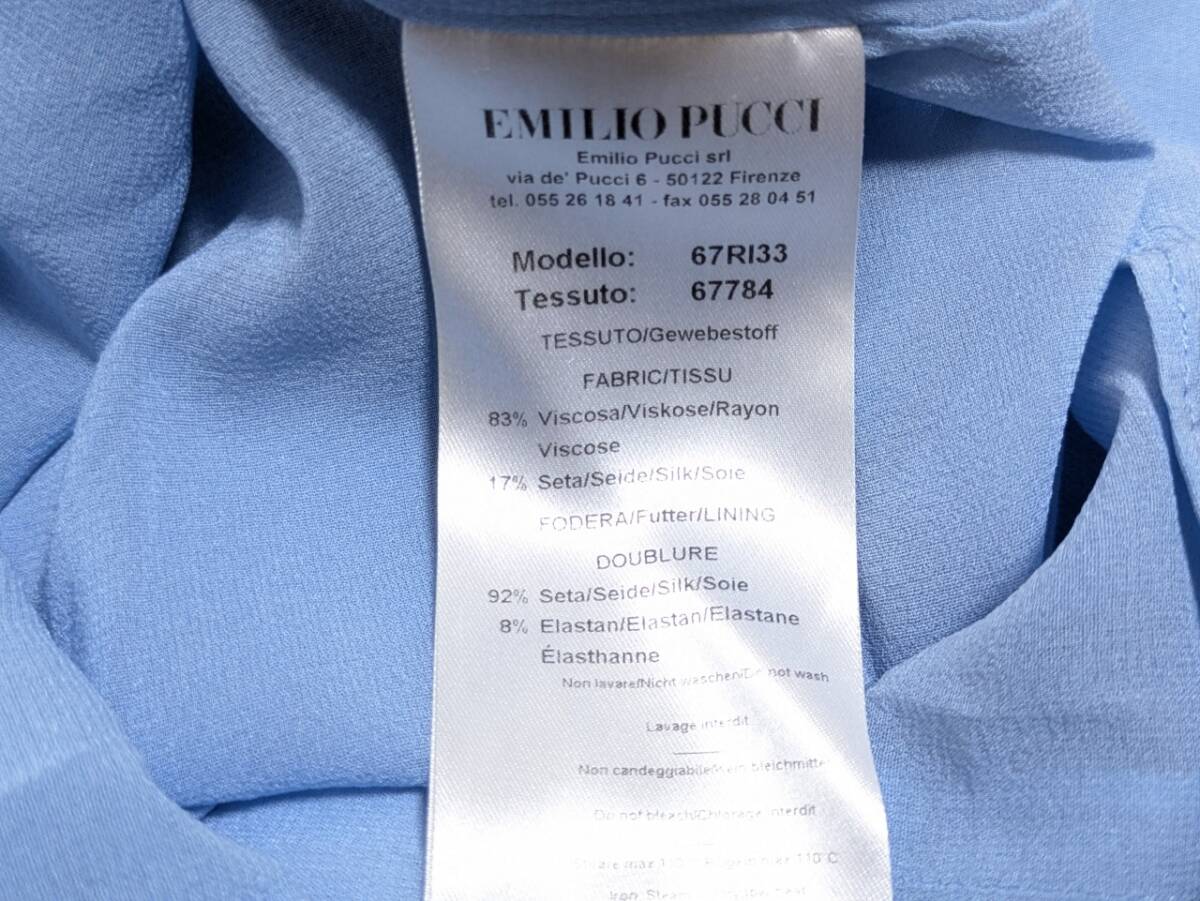 EMILIO PUCCI
Emilio Pucci srl
via de' Pucci 6 - 50122 Firenze
tel. 055 26 18 41 - fax 055 28 04 51
Modello: 67RI33
Tessuto: 67784
TESSUTO/Gewebestoff
FABRIC/TISSU
83% Viscosa/Viskose/Rayon
Viscose
17% Seta/Seide/Silk/Soie
FODERA/Futter/LINING
DOUBLURE
92% Seta/Seide/Silk/Soie
8% Elastan/Elastan/Elastane
Élasthanne
Non lavare/Nicht waschen/Do not wash
Lavage interdit
Non candeggiabile/
Do not bleach/Chlorage interdit
max 110°C
Iron